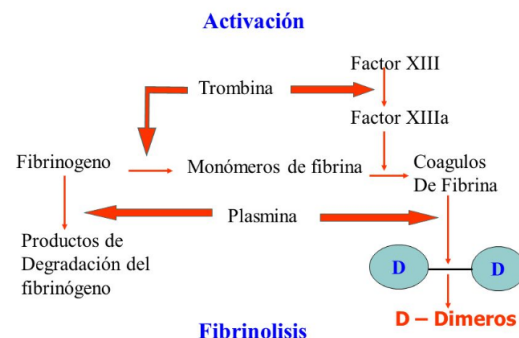 Activación
Factor XIII
Trombina
Factor XIIIa
Fibrinogeno
Monómeros de fibrina
Coagulos
De Fibrina
Plasmina
Productos de
Degradación del
fibrinógeno
D
D
D – Dimeros
Fibrinolisis